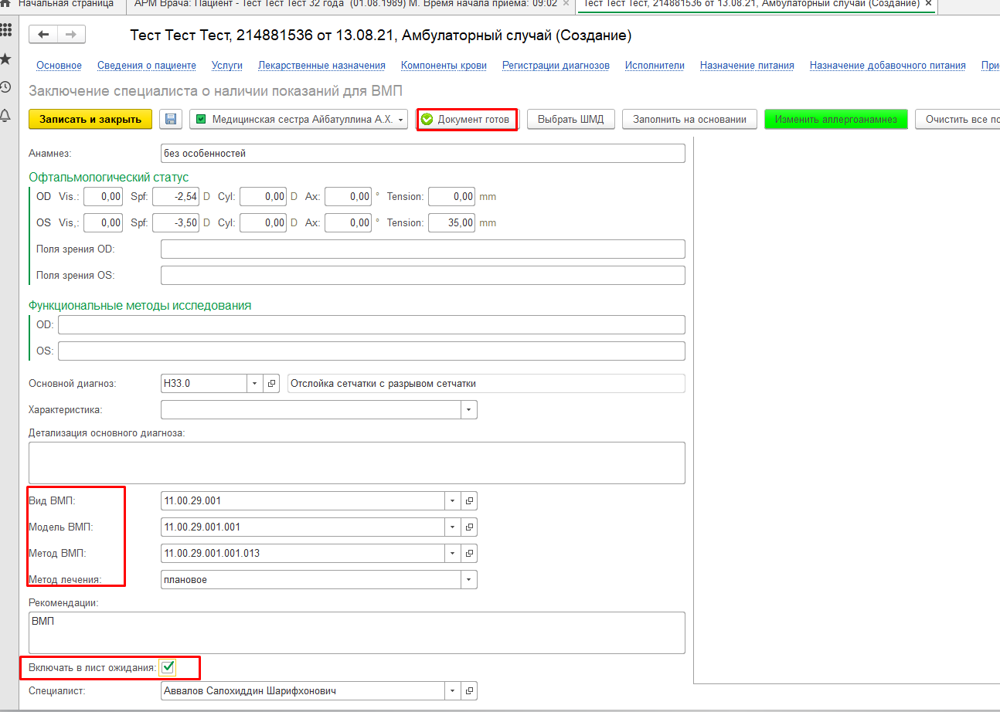 Начальная страница
АРМ Врача: Пациент - Тест Тест Тест 32 года (01.08.1989) М. Время начала приема: 09:02 ×
Тест Тест Тест, 214881536 от 13.08.21, Амбулаторный случай (Создание) ×
Тест Тест Тест, 214881536 от 13.08.21, Амбулаторный случай (Создание)
Основное Сведения о пациенте Услуги Лекарственные назначения Компоненты крови Регистрации диагнозов Исполнители Назначение питания Назначение добавочного питания При
Заключение специалиста о наличии показаний для ВМП
Записать и закрыть Медицинская сестра Айбатуллина А.Х. Документ готов Выбрать ШМД Заполнить на основании Изменить аллергоанамнез Очистить все по
Анамнез: без особенностей
Офтальмологический статус
OD Vis.: 0,00 Spf: -2,54 D Cyl: 0,00 D Ax: 0,00 ° Tension: 0,00 mm
OS Vis,: 0,00 Spf: -3,50 D Cyl: 0,00 D Ax: 0,00 ° Tension: 35,00 mm
Поля зрения OD:
Поля зрения OS:
Функциональные методы исследования
OD:
OS:
Основной диагноз: H33.0 Отслойка сетчатки с разрывом сетчатки
Характеристика:
Детализация основного диагноза:
Вид ВМП: 11.00.29.001
Модель ВМП: 11.00.29.001.001
Метод ВМП: 11.00.29.001.001.013
Метод лечения: плановое
Рекомендации:
ВМП
Включать в лист ожидания:
Специалист: Аввалов Салохиддин Шарифхонович